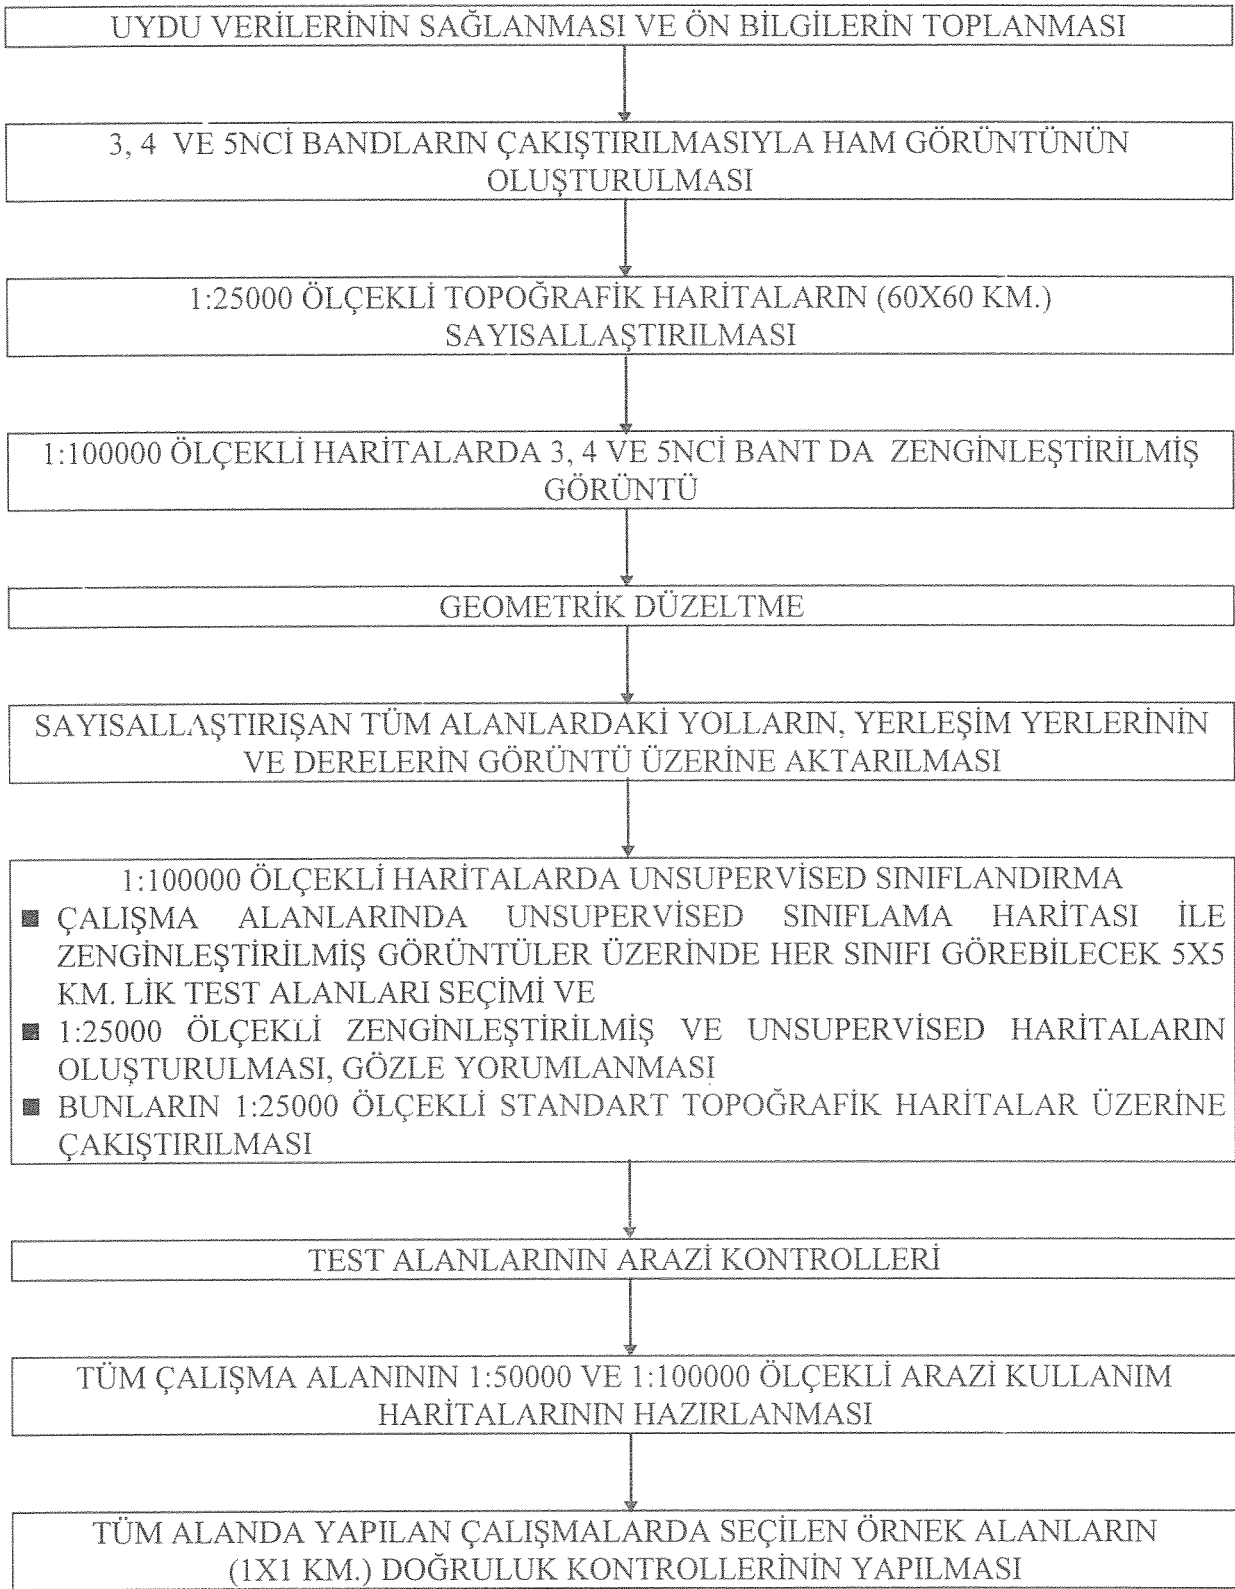 UYDU VERİLERİNİN SAĞLANMASI VE ÖN BİLGİLERİN TOPLANMASI
3, 4 VE 5NCİ BANDLARIN ÇAKIŞTIRILMASIYLA HAM GÖRÜNTÜNÜN
OLUŞTURULMASI
1:25000 ÖLÇEKLİ TOPOĞRAFİK HARİTALARIN (60X60 KM.)
SAYISALLAŞTIRILMASI
1:100000 ÖLÇEKLİ HARİTALARDA 3, 4 VE 5NCİ BANT DA ZENGİNLEŞTİRİLMİŞ
GÖRÜNTÜ
GEOMETRİK DÜZELTME
SAYISALLAŞTIRIŞAN TÜM ALANLARDAKİ YOLLARIN, YERLEŞİM YERLERİNİN
VE DERELERİN GÖRÜNTÜ ÜZERİNE AKTARILMASI
1:100000 ÖLÇEKLİ HARİTALARDA UNSUPERVİSED SINIFLANDIRMA
■ ÇALIŞMA ALANLARINDA UNSUPERVİSED SINIFLAMA HARİTASI İLE
ZENGİNLEŞTİRİLMİŞ GÖRÜNTÜLER ÜZERİNDE HER SINIFI GÖREBİLECEK 5X5
KM. LİK TEST ALANLARI SEÇİMİ VE
■ 1:25000 ÖLÇEKLİ ZENGİNLEŞTİRİLMİŞ VE UNSUPERVİSED HARİTALARIN
OLUŞTURULMASI, GÖZLE YORUMLANMASI
■ BUNLARIN 1:25000 ÖLÇEKLİ STANDART TOPOĞRAFİK HARİTALAR ÜZERİNE
ÇAKIŞTIRILMASI
TEST ALANLARININ ARAZİ KONTROLLERİ
TÜM ÇALIŞMA ALANININ 1:50000 VE 1:100000 ÖLÇEKLİ ARAZİ KULLANIM
HARİTALARININ HAZIRLANMASI
TÜM ALANDA YAPILAN ÇALIŞMALARDA SEÇİLEN ÖRNEK ALANLARIN
(1X1 KM.) DOĞRULUK KONTROLLERİNİN YAPILMASI